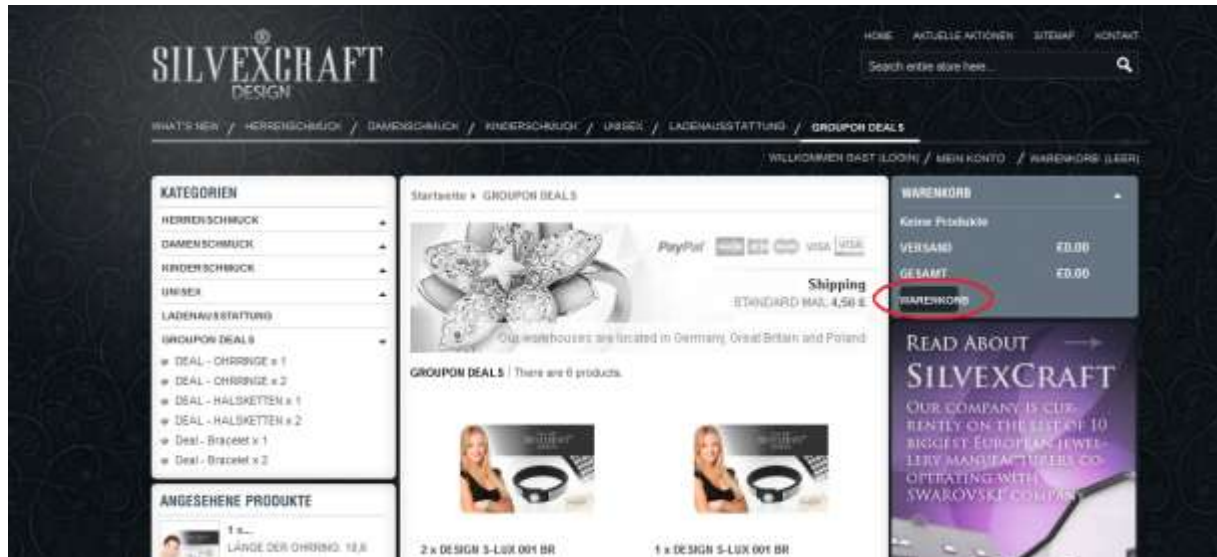 SILVEXCRAFT
DESIGN
HOME AKTUELLE AKTIONEN SITEMAP KONTAKT
Search entire store here...
WHAT'S NEW / HERRENSCHMUCK / DAMENSCHMUCK / KINDERSCHMUCK / UNISEX / LADENAUSSTATTUNG / GROUPON DEALS
WILLKOMMEN GAST (LOGIN) / MEIN KONTO / WARENKORB: (LEER)
KATEGORIEN
HERRENSCHMUCK
DAMENSCHMUCK
KINDERSCHMUCK
UNISEX
LADENAUSSTATTUNG
GROUPON DEALS
DEAL - OHRRINGE x 1
DEAL - OHRRINGE x 2
DEAL - HALSKETTEN x 1
DEAL - HALSKETTEN x 2
Deal - Bracelet x 1
Deal - Bracelet x 2
ANGESEHENE PRODUKTE
1 x...
LÄNGE DER OHRRING: 18,6
Startseite > GROUPON DEALS
PayPal VISA VISA
Shipping
STANDARD MAIL 4,50 €
Our warehouses are located in Germany, Great Britain and Poland
GROUPON DEALS | There are 6 products.
2 x DESIGN S-LUX 001 BR
1 x DESIGN S-LUX 001 BR
WARENKORB
Keine Produkte
VERSAND £0.00
GESAMT £0.00
WARENKORB
READ ABOUT
SILVEXCRAFT
OUR COMPANY IS CUR-
RENTLY ON THE LIST OF 10
BIGGEST EUROPEAN JEWEL-
LERY MANUFACTURERS CO-
OPERATING WITH
SWAROVSKI COMPANY